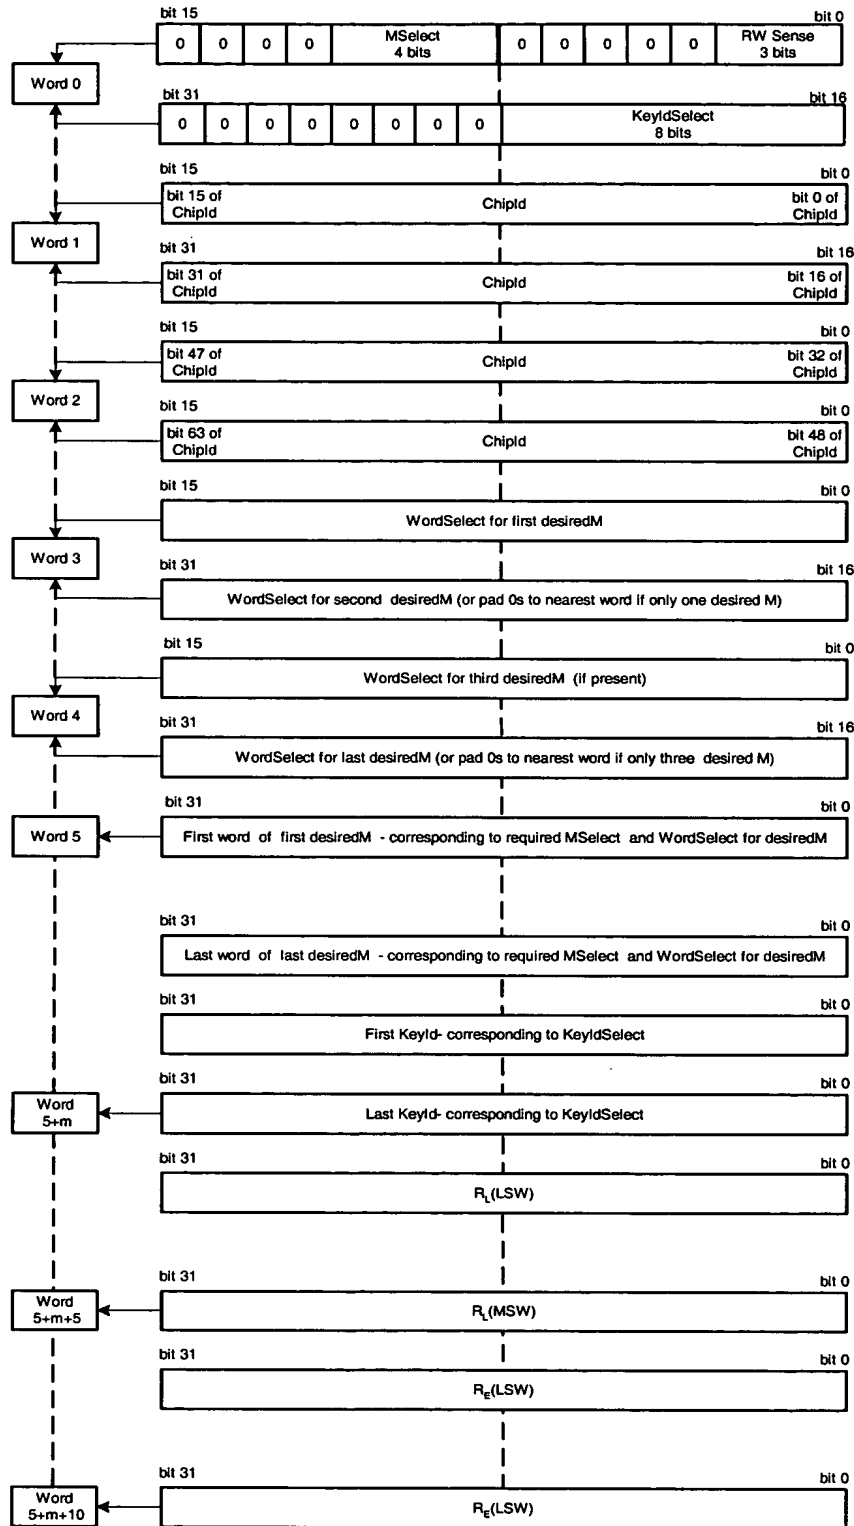 bit 15 bit 0
0 0 0 0 MSelect 4 bits 0 0 0 0 0 RW Sense 3 bits
Word 0
bit 31 bit 16
0 0 0 0 0 0 0 0 KeyIdSelect 8 bits
bit 15 bit 0
bit 15 of ChipId ChipId bit 0 of ChipId
Word 1
bit 31 bit 16
bit 31 of ChipId ChipId bit 16 of ChipId
bit 15 bit 0
bit 47 of ChipId ChipId bit 32 of ChipId
Word 2
bit 15 bit 0
bit 63 of ChipId ChipId bit 48 of ChipId
bit 15 bit 0
WordSelect for first desiredM
Word 3
bit 31 bit 16
WordSelect for second desiredM (or pad 0s to nearest word if only one desired M)
bit 15 bit 0
WordSelect for third desiredM (if present)
Word 4
bit 31 bit 16
WordSelect for last desiredM (or pad 0s to nearest word if only three desired M)
bit 31 bit 0
Word 5 First word of first desiredM - corresponding to required MSelect and WordSelect for desiredM
bit 31 bit 0
Last word of last desiredM - corresponding to required MSelect and WordSelect for desiredM
bit 31 bit 0
First KeyId- corresponding to KeyIdSelect
bit 31 bit 0
Word 5+m Last KeyId- corresponding to KeyIdSelect
bit 31 bit 0
RL(LSW)
bit 31 bit 0
Word 5+m+5 RL(MSW)
bit 31 bit 0
RE(LSW)
bit 31 bit 0
Word 5+m+10 RE(LSW)